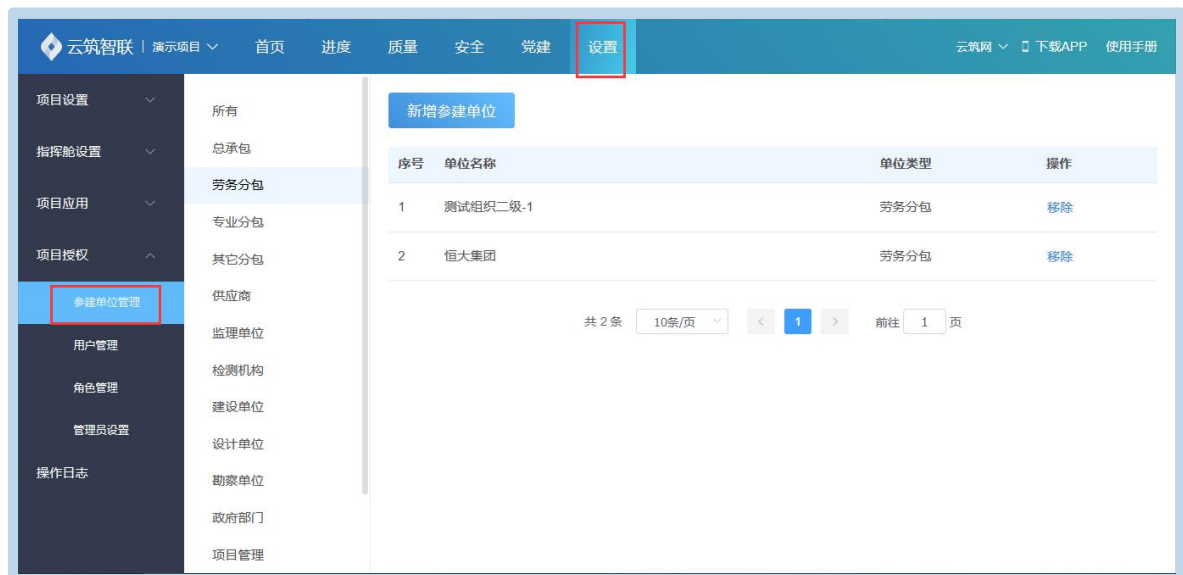 云筑智联 | 演示项目 首页 进度 质量 安全 党建 设置 云筑网 下载APP 使用手册
项目设置
指挥舱设置
项目应用
项目授权
参建单位管理
用户管理
角色管理
管理员设置
操作日志
所有
总承包
劳务分包
专业分包
其它分包
供应商
监理单位
检测机构
建设单位
设计单位
勘察单位
政府部门
项目管理
新增参建单位
序号 单位名称 单位类型 操作
1 测试组织二级-1 劳务分包 移除
2 恒大集团 劳务分包 移除
共 2 条 10条/页 < 1 > 前往 1 页